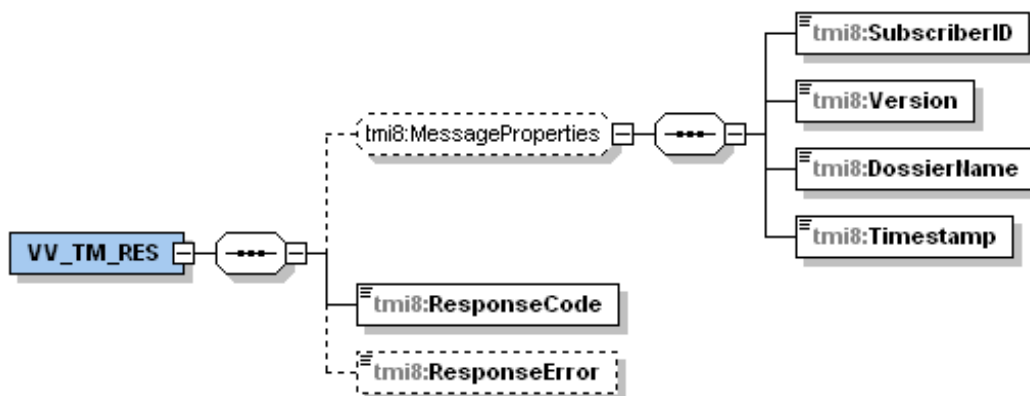 tmi8:SubscriberID
tmi8:Version
tmi8:MessageProperties
tmi8:DossierName
tmi8:Timestamp
VV_TM_RES
tmi8:ResponseCode
tmi8:ResponseError